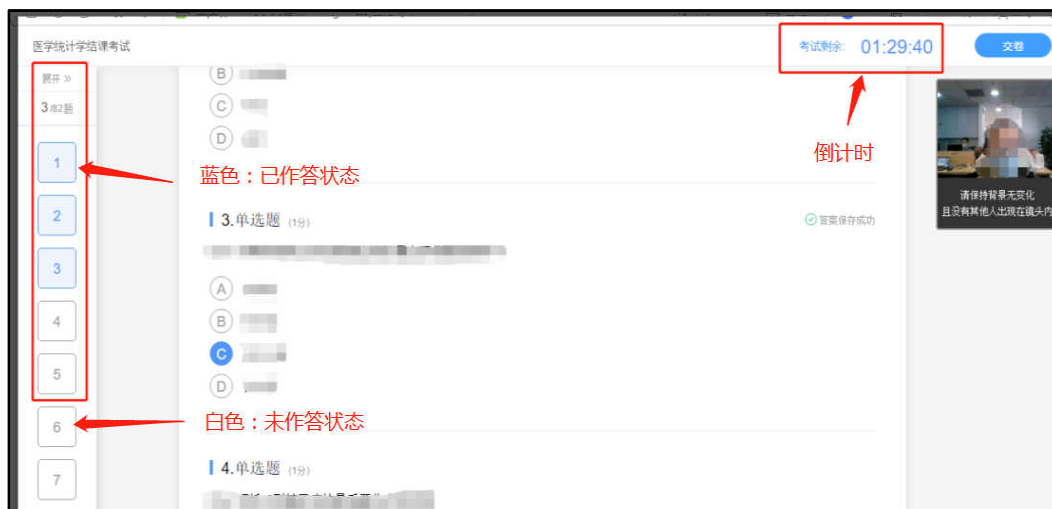 医学统计学结课考试
考试剩余: 01:29:40
交卷
展开 »
3/82题
1
2
3
4
5
6
7
B
C
D
蓝色：已作答状态
倒计时
请保持背景无变化
且没有其他人出现在镜头内
3.单选题 (1分)
答案保存成功
A
B
C
D
白色：未作答状态
4.单选题 (1分)